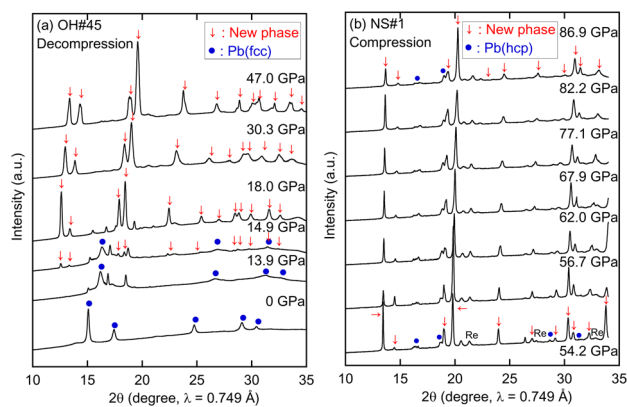 (a) OH#45
Decompression
↓ : New phase
● : Pb(fcc)
47.0 GPa
30.3 GPa
18.0 GPa
14.9 GPa
13.9 GPa
0 GPa
Intensity (a.u.)
10 15 20 25 30 35
2θ (degree, λ = 0.749 Å)
(b) NS#1
Compression
↓ : New phase
● : Pb(hcp)
86.9 GPa
82.2 GPa
77.1 GPa
67.9 GPa
62.0 GPa
56.7 GPa
Re Re Re
54.2 GPa
Intensity (a.u.)
10 15 20 25 30 35
2θ (degree, λ = 0.749 Å)